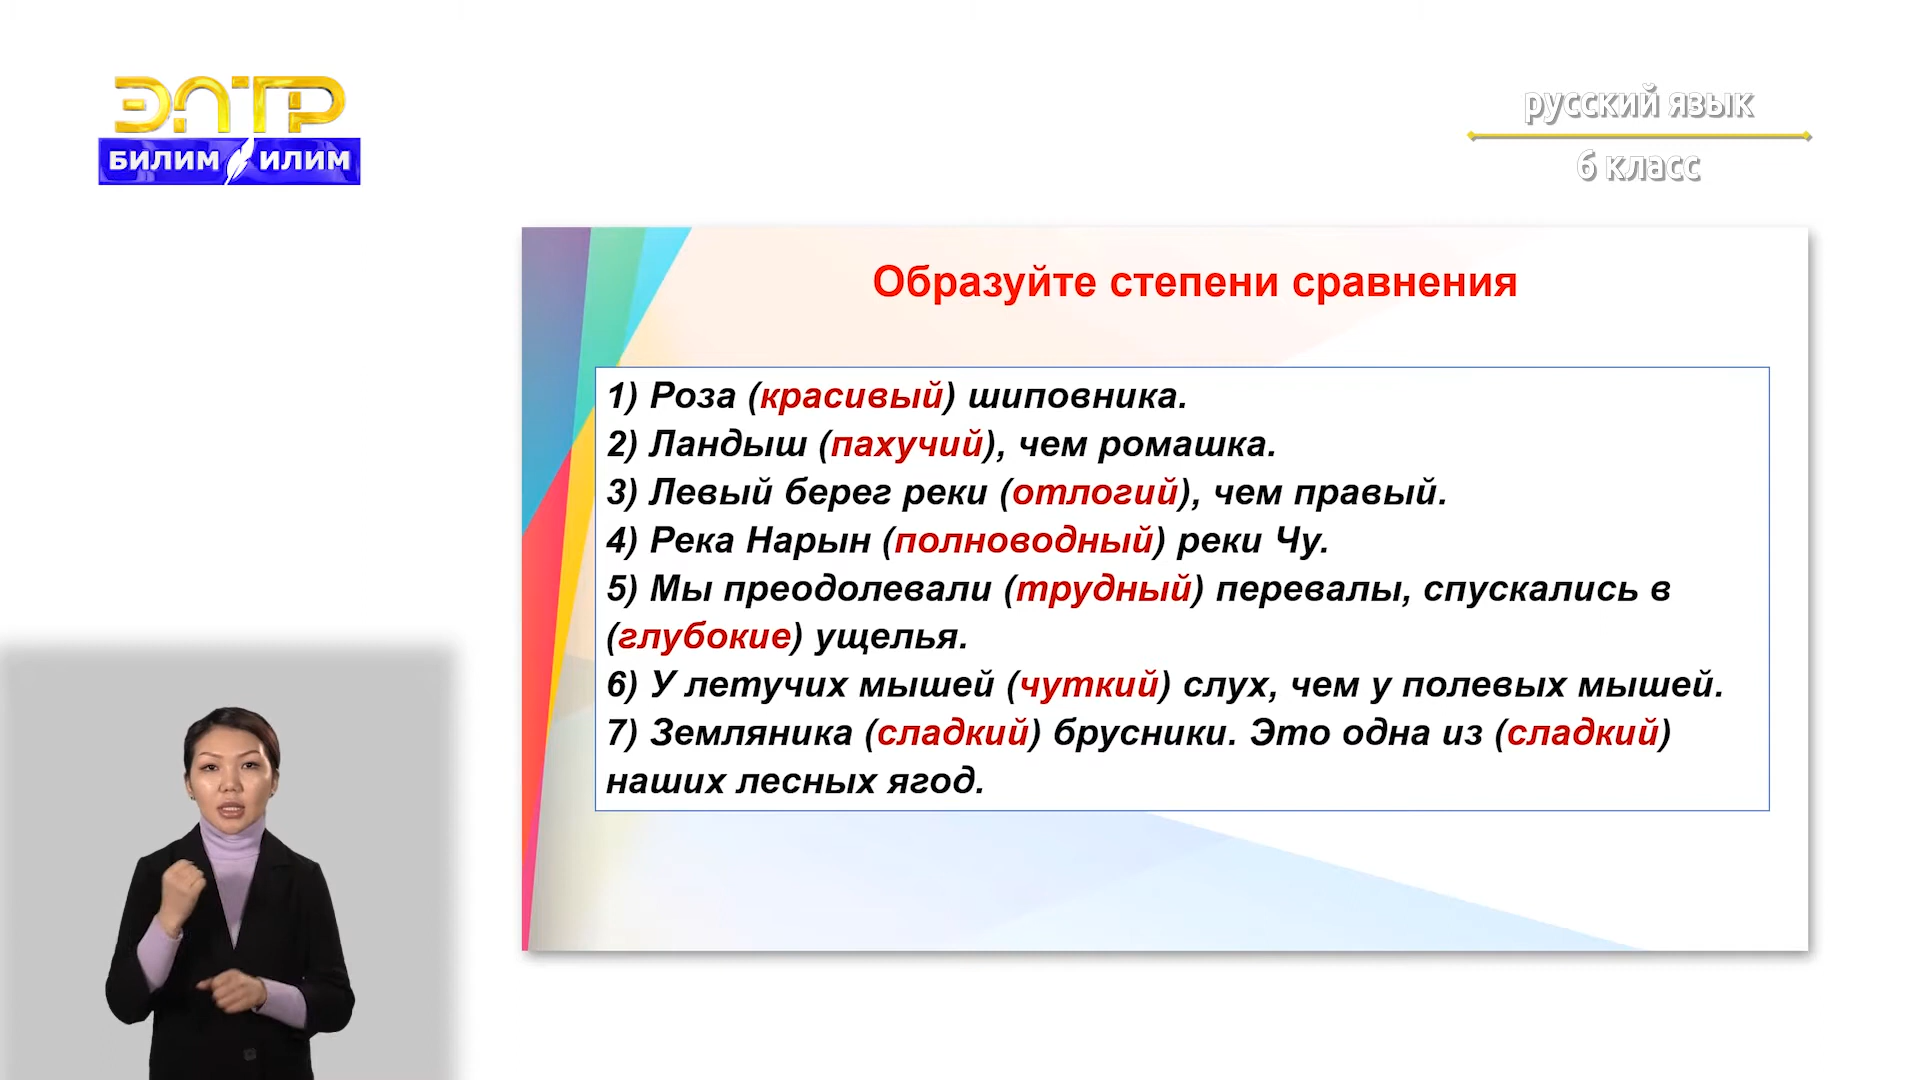 ЭЛТР
БИЛИМ ИЛИМ
русский язык
6 класс
Образуйте степени сравнения
1) Роза (красивый) шиповника.
2) Ландыш (пахучий), чем ромашка.
3) Левый берег реки (отлогий), чем правый.
4) Река Нарын (полноводный) реки Чу.
5) Мы преодолевали (трудный) перевалы, спускались в
(глубокие) ущелья.
6) У летучих мышей (чуткий) слух, чем у полевых мышей.
7) Земляника (сладкий) брусники. Это одна из (сладкий)
наших лесных ягод.